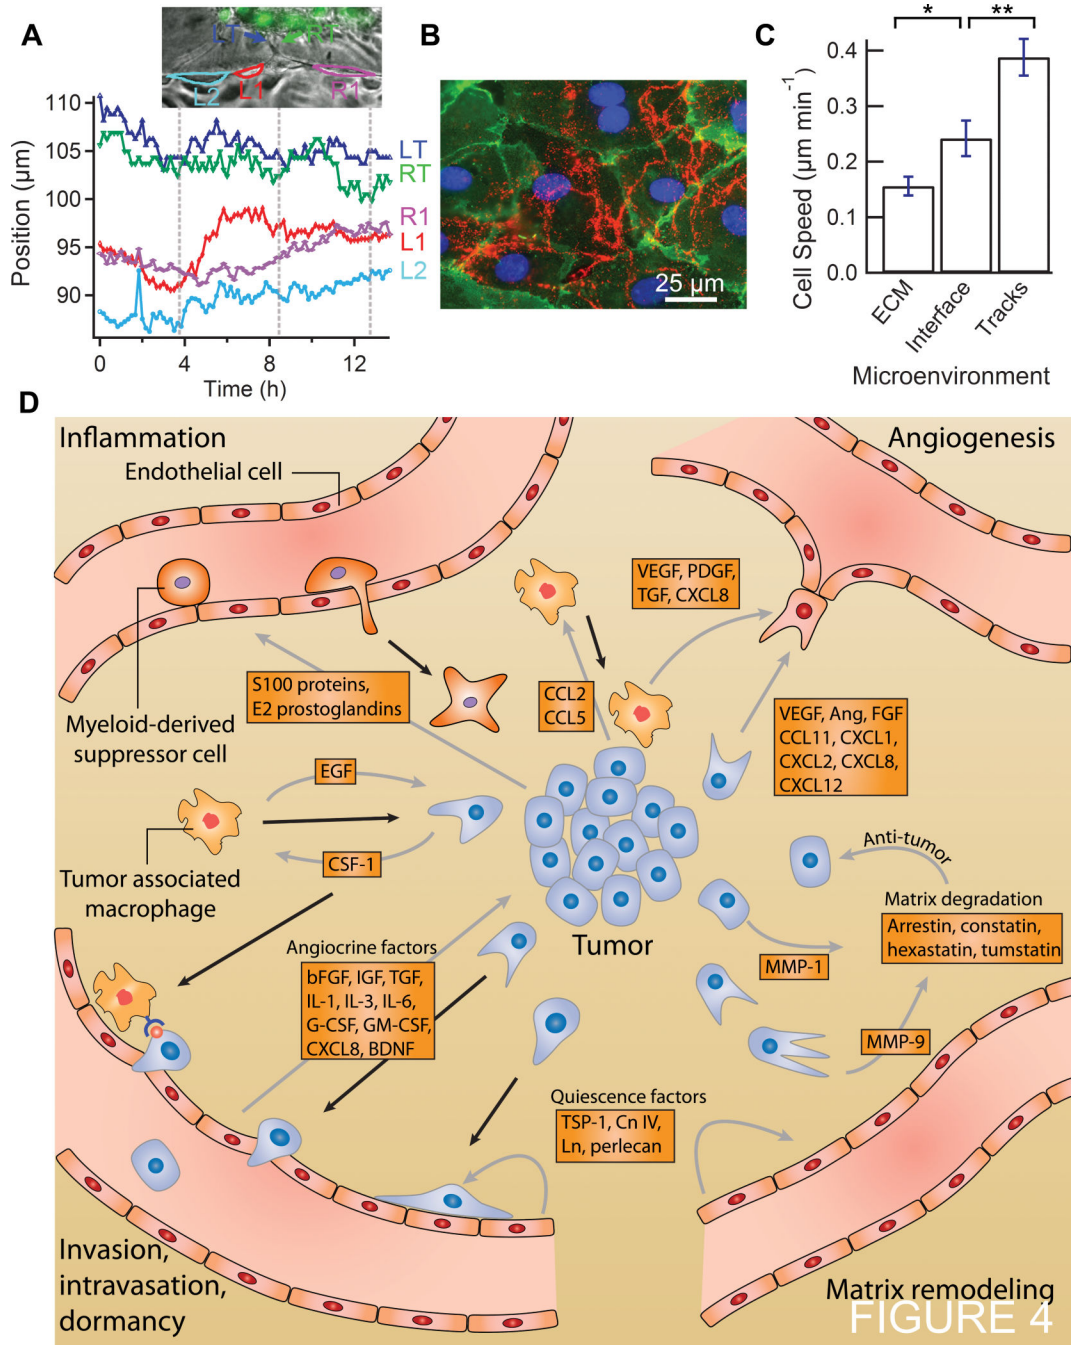 A
LT
RT
L2
L1
R1
110
105
100
95
90
Position (µm)
LT
RT
R1
L1
L2
0
4
8
12
Time (h)
B
25 µm
C
*
**
Cell Speed (µm min⁻¹)
0.4
0.3
0.2
0.1
0.0
ECM
Interface
Tracks
Microenvironment
D
Inflammation
Endothelial cell
Angiogenesis
VEGF, PDGF,
TGF, CXCL8
S100 proteins,
E2 prostoglandins
CCL2
CCL5
Myeloid-derived
suppressor cell
VEGF, Ang, FGF
CCL11, CXCL1,
CXCL2, CXCL8,
CXCL12
EGF
CSF-1
Tumor associated
macrophage
Anti-tumor
Matrix degradation
Arrestin, constatin,
hexastatin, tumstatin
Tumor
MMP-1
Angiocrine factors
bFGF, IGF, TGF,
IL-1, IL-3, IL-6,
G-CSF, GM-CSF,
CXCL8, BDNF
MMP-9
Quiescence factors
TSP-1, Cn IV,
Ln, perlecan
Invasion,
intravasation,
dormancy
Matrix remodeling
FIGURE 4